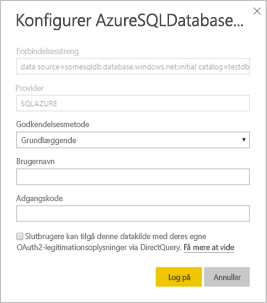 Konfigurer AzureSQLDatabase...
Forbindelsesstreng
data source=somesqldb.database.windows.net;initial catalog=testdb
Provider
SQLAZURE
Godkendelsesmetode
Grundlæggende
Brugernavn
Adgangskode
Slutbrugere kan tilgå denne datakilde med deres egne
OAuth2-legitimationsoplysninger via DirectQuery. Få mere at vide
Log på
Annuller